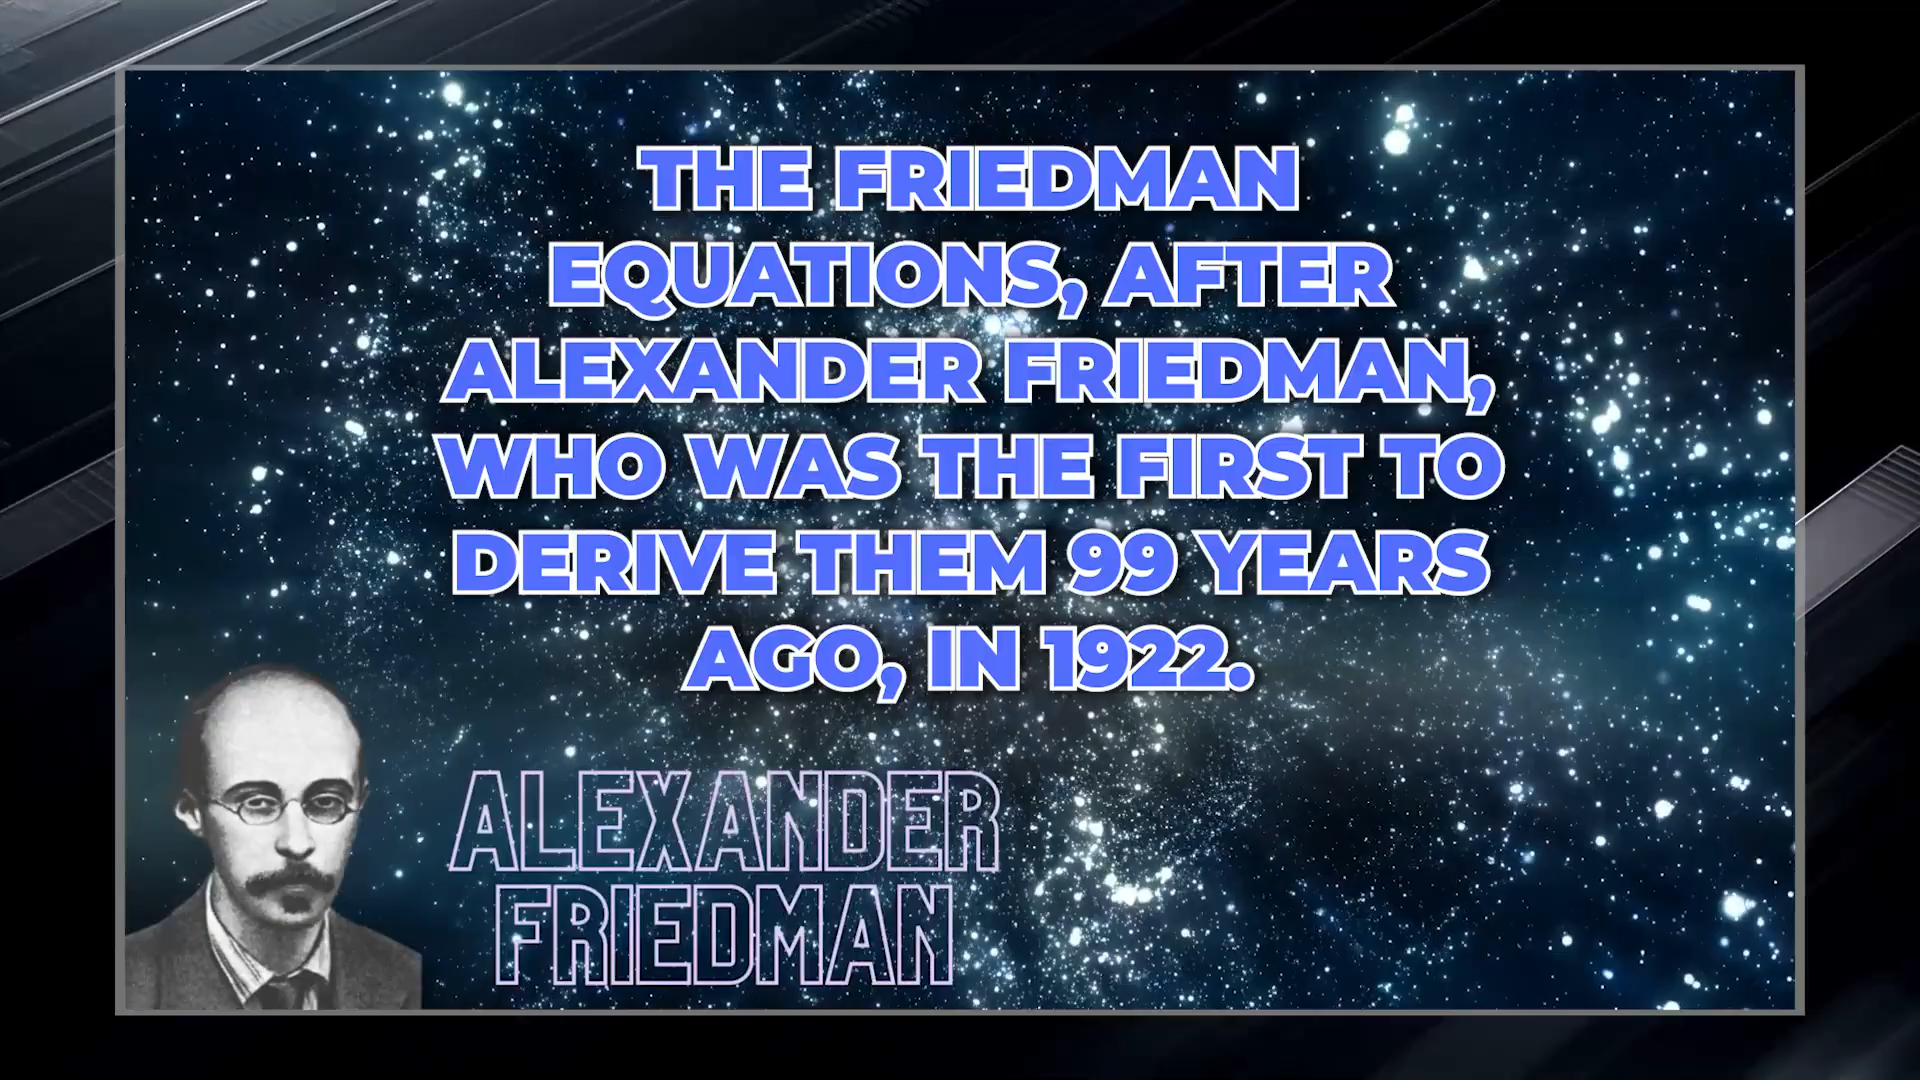 THE FRIEDMAN
EQUATIONS, AFTER
ALEXANDER FRIEDMAN,
WHO WAS THE FIRST TO
DERIVE THEM 99 YEARS
AGO, IN 1922.
ALEXANDER
FRIEDMAN